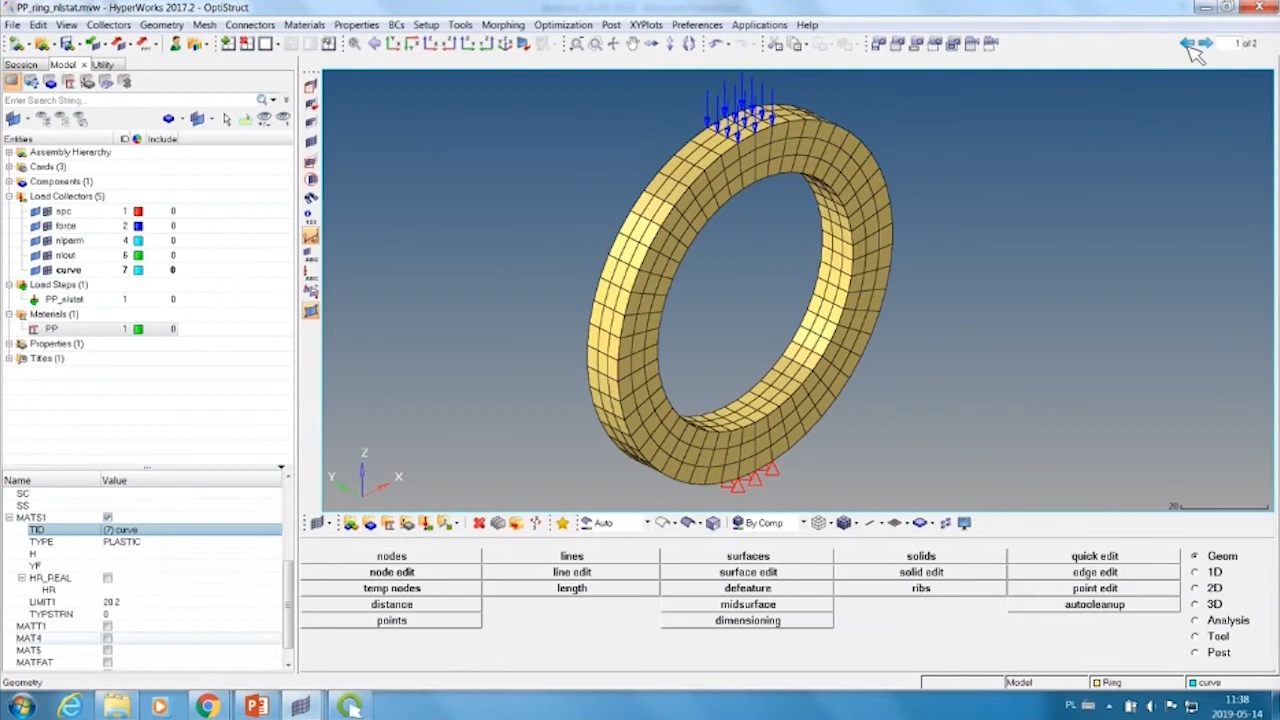 PP_ring_nlstat.mvw - HyperWorks 2017.2 - OptiStruct
File Edit View Collectors Geometry Mesh Connectors Materials Properties BCs Setup Tools Morphing Optimization Post XYPlots Preferences Applications Help
1 of 2
Session Model Utility
Enter Search String...
Entities ID Include
Assembly Hierarchy
Cards (3)
Components (1)
Load Collectors (5)
spc 1 0
force 2 0
nlparm 4 0
nlout 6 0
curve 7 0
Load Steps (1)
PP_nlstat 1 0
Materials (1)
PP 1 0
Properties (1)
Titles (1)
Name Value
SC
SS
MATS1
TID (7) curve
TYPE PLASTIC
H
YF
HR_REAL
HR
LIMIT1 20.2
TYPSTRN 0
MATT1
MAT4
MAT5
MATFAT
123
ABC
ABC
Z
Y X
20
Auto By Comp
nodes lines surfaces solids quick edit Geom
node edit line edit surface edit solid edit edge edit 1D
temp nodes length defeature ribs point edit 2D
distance midsurface autocleanup 3D
points dimensioning Analysis
Tool
Post
Geometry Model Ring curve
PL 11:38
2019-05-14